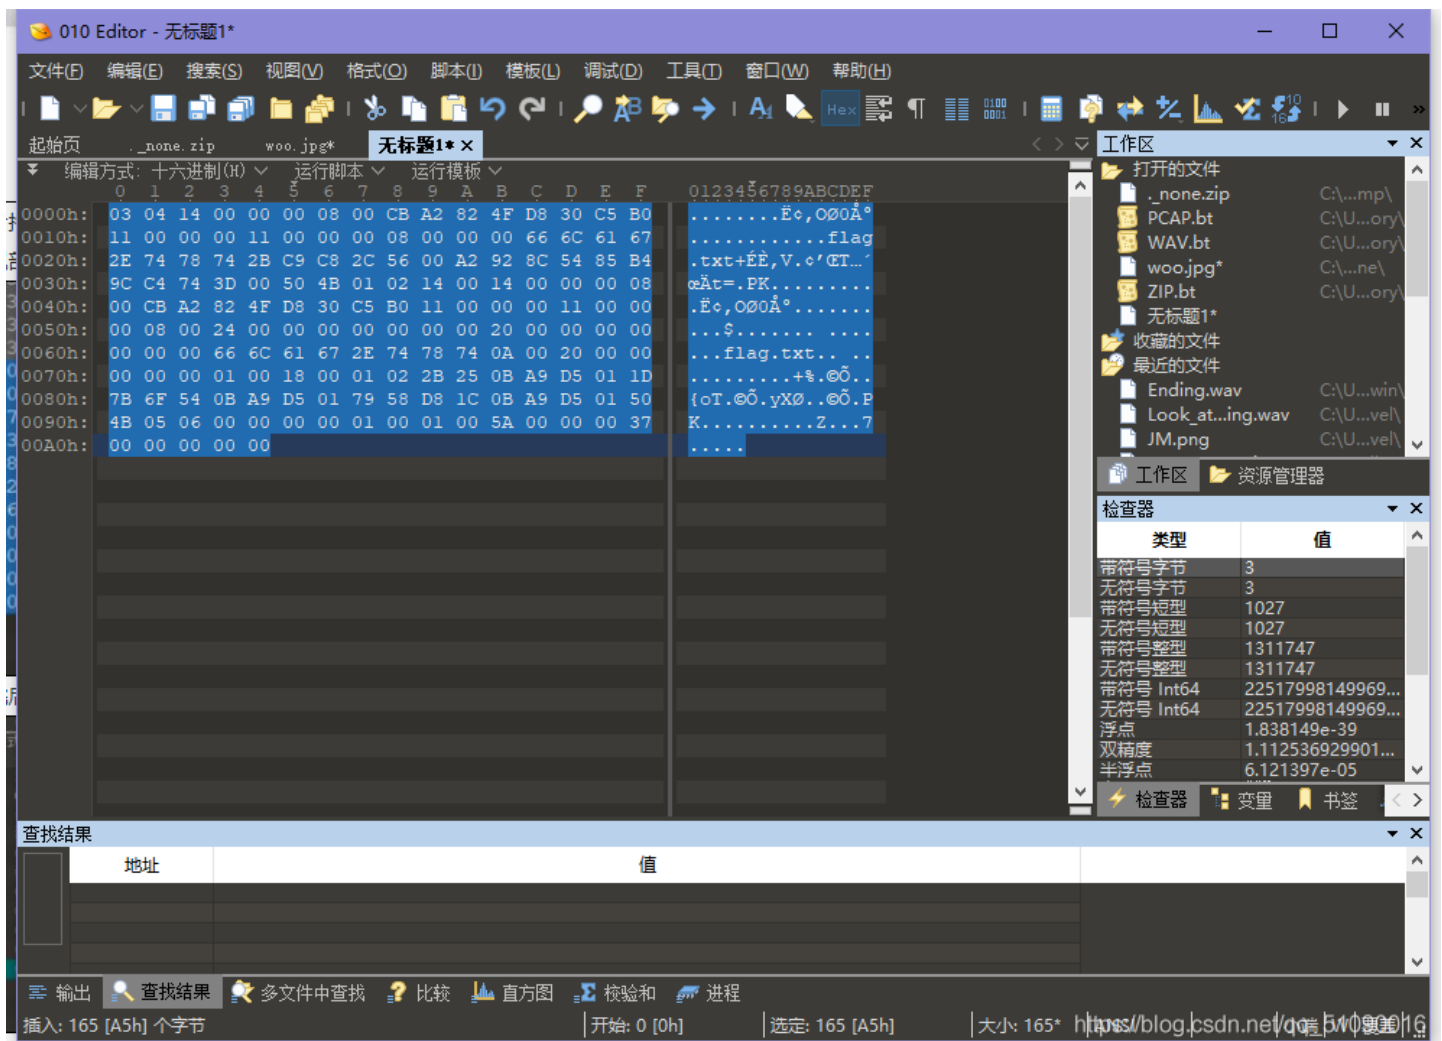 010 Editor - 无标题1*
文件(F) 编辑(E) 搜索(S) 视图(V) 格式(O) 脚本(I) 模板(L) 调试(D) 工具(T) 窗口(W) 帮助(H)
起始页 ._none.zip woo.jpg* 无标题1*
编辑方式: 十六进制(H) 运行脚本 运行模板
0 1 2 3 4 5 6 7 8 9 A B C D E F 0123456789ABCDEF
0000h: 03 04 14 00 00 00 08 00 CB A2 82 4F D8 30 C5 B0 ........Ë¢‚OØ0Å°
0010h: 11 00 00 00 11 00 00 00 08 00 00 00 66 6C 61 67 ............flag
0020h: 2E 74 78 74 2B C9 C8 2C 56 00 A2 92 8C 54 85 B4 .txt+ÉÈ,V.¢’ŒT…´
0030h: 9C C4 74 3D 00 50 4B 01 02 14 00 14 00 00 00 08 œÄt=.PK.........
0040h: 00 CB A2 82 4F D8 30 C5 B0 11 00 00 00 11 00 00 .Ë¢‚OØ0Å°.......
0050h: 00 08 00 24 00 00 00 00 00 00 00 20 00 00 00 00 ...$....... ....
0060h: 00 00 00 66 6C 61 67 2E 74 78 74 0A 00 20 00 00 ...flag.txt.. ..
0070h: 00 00 00 01 00 18 00 01 02 2B 25 0B A9 D5 01 1D .........+%.©Õ..
0080h: 7B 6F 54 0B A9 D5 01 79 58 D8 1C 0B A9 D5 01 50 {oT.©Õ.yXØ..©Õ.P
0090h: 4B 05 06 00 00 00 00 01 00 01 00 5A 00 00 00 37 K..........Z...7
00A0h: 00 00 00 00 00 .....
工作区
打开的文件
._none.zip C:\...mp\
PCAP.bt C:\U...ory\
WAV.bt C:\U...ory\
woo.jpg* C:\...ne\
ZIP.bt C:\U...ory\
无标题1*
收藏的文件
最近的文件
Ending.wav C:\U...win\
Look_at...ing.wav C:\U...vel\
JM.png C:\U...vel\
工作区 资源管理器
检查器
类型 值
带符号字节 3
无符号字节 3
带符号短型 1027
无符号短型 1027
带符号整型 1311747
无符号整型 1311747
带符号 Int64 22517998149969...
无符号 Int64 22517998149969...
浮点 1.838149e-39
双精度 1.112536929901...
半浮点 6.121397e-05
检查器 变量 书签
查找结果
地址 值
输出 查找结果 多文件中查找 比较 直方图 校验和 进程
插入: 165 [A5h] 个字节 开始: 0 [0h] 选定: 165 [A5h] 大小: 165*